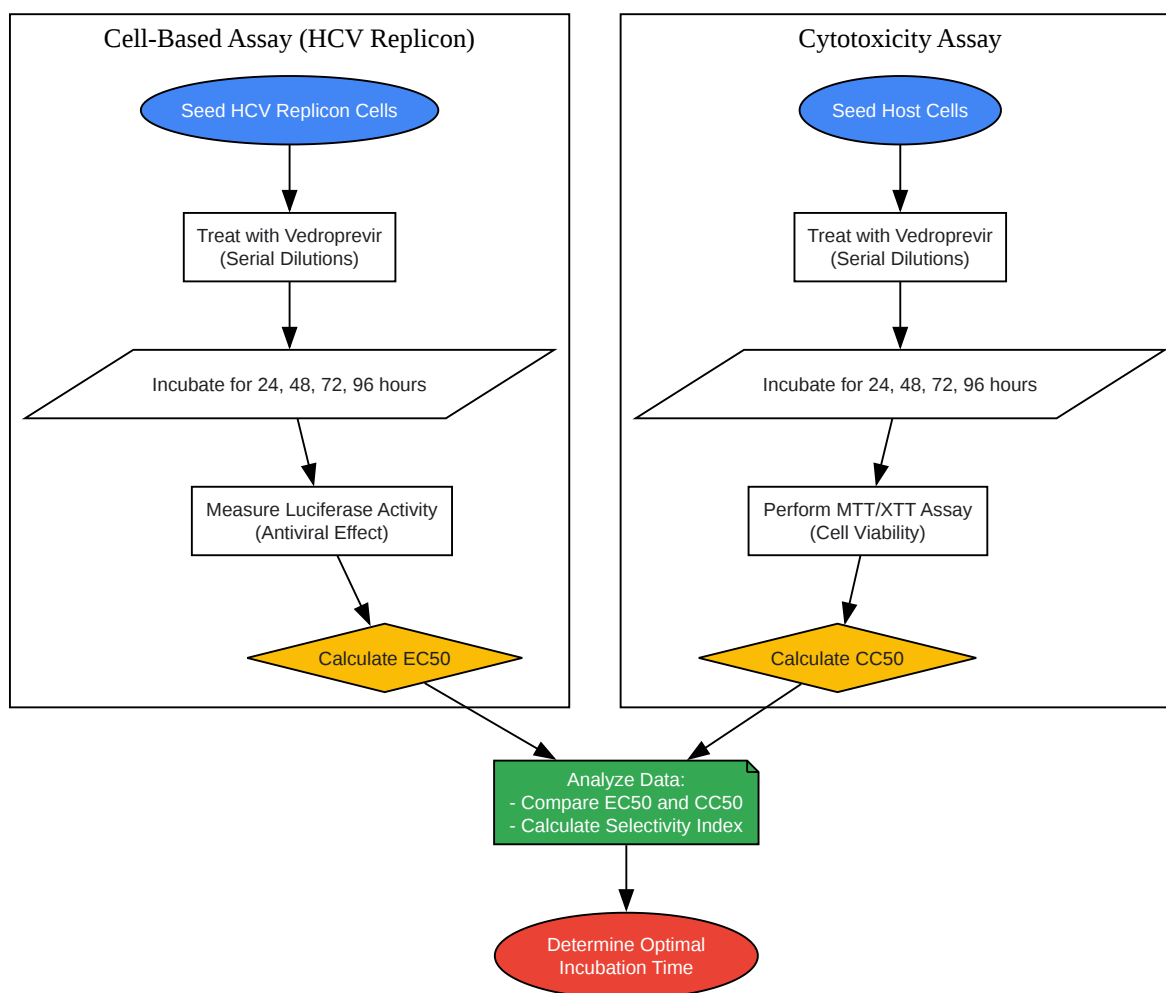 Cell-Based Assay (HCV Replicon)
Seed HCV Replicon Cells
Treat with Vedroprevir
(Serial Dilutions)
Incubate for 24, 48, 72, 96 hours
Measure Luciferase Activity
(Antiviral Effect)
Calculate EC50
Cytotoxicity Assay
Seed Host Cells
Treat with Vedroprevir
(Serial Dilutions)
Incubate for 24, 48, 72, 96 hours
Perform MTT/XTT Assay
(Cell Viability)
Calculate CC50
Analyze Data:
- Compare EC50 and CC50
- Calculate Selectivity Index
Determine Optimal
Incubation Time